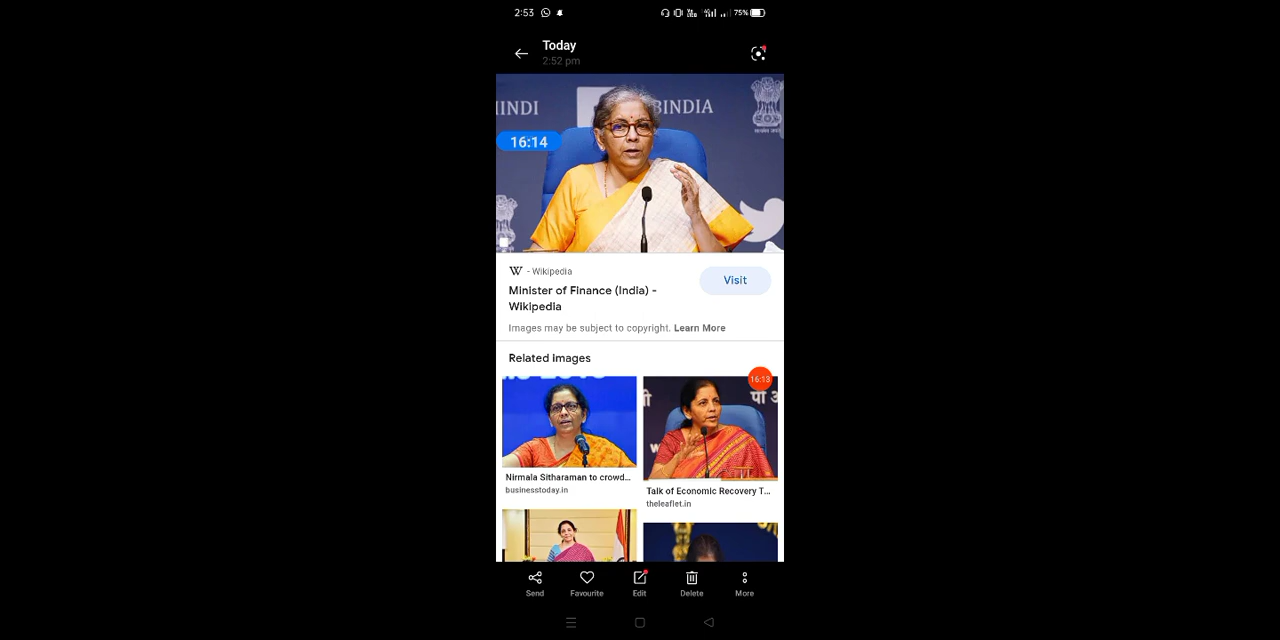 2:53
75%
Today
2:52 pm
INDI
BINDIA
16:14
W - Wikipedia
Visit
Minister of Finance (India) -
Wikipedia
Images may be subject to copyright. Learn More
Related images
16:13
पी
पी अ
Nirmala Sitharaman to crowd...
businesstoday.in
Talk of Economic Recovery T...
theleaflet.in
Send
Favourite
Edit
Delete
More